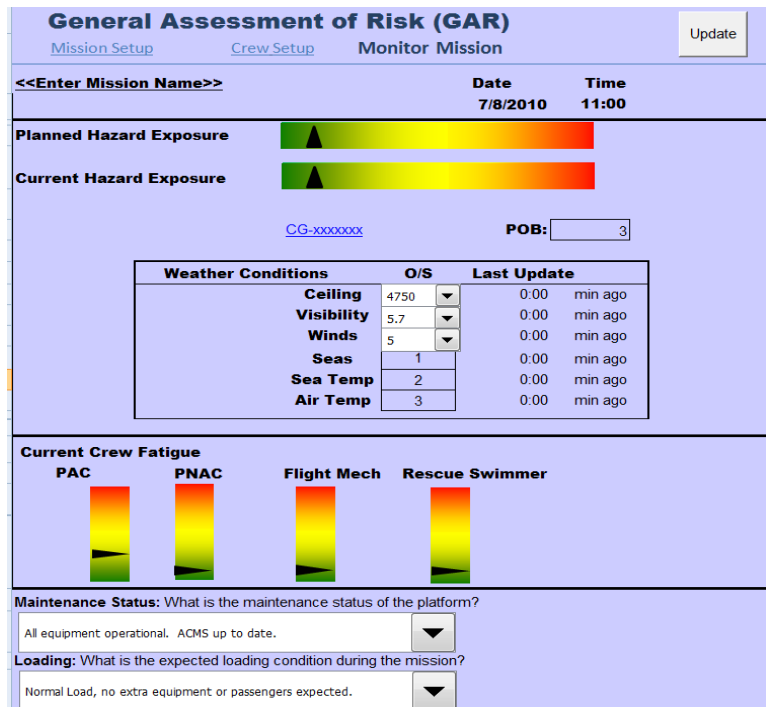 General Assessment of Risk (GAR)
Update
Mission Setup Crew Setup Monitor Mission
<<Enter Mission Name>> Date Time
7/8/2010 11:00
Planned Hazard Exposure
Current Hazard Exposure
CG-xxxxxxx POB: 3
Weather Conditions O/S Last Update
Ceiling 4750 0:00 min ago
Visibility 5.7 0:00 min ago
Winds 5 0:00 min ago
Seas 1 0:00 min ago
Sea Temp 2 0:00 min ago
Air Temp 3 0:00 min ago
Current Crew Fatigue
PAC PNAC Flight Mech Rescue Swimmer
Maintenance Status: What is the maintenance status of the platform?
All equipment operational. ACMS up to date.
Loading: What is the expected loading condition during the mission?
Normal Load, no extra equipment or passengers expected.